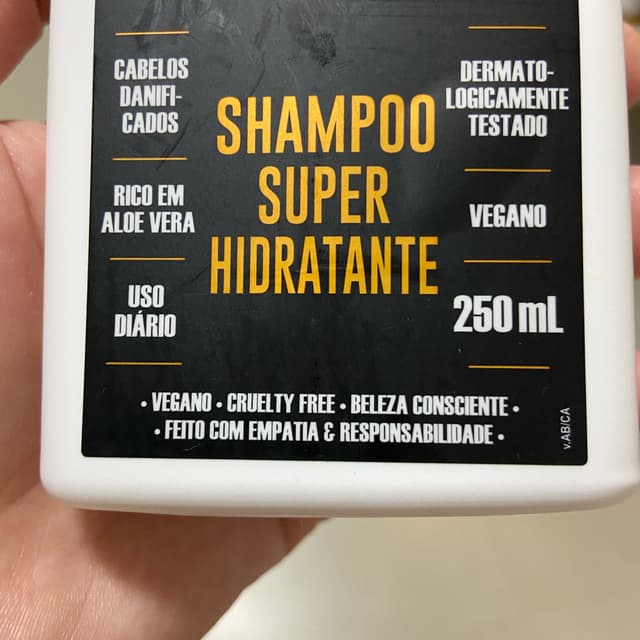 CABELOS
DANIFI-
CADOS
RICO EM
ALOE VERA
USO
DIÁRIO
SHAMPOO
SUPER
HIDRATANTE
DERMATO-
LOGICAMENTE
TESTADO
VEGANO
250 mL
• VEGANO • CRUELTY FREE • BELEZA CONSCIENTE •
• FEITO COM EMPATIA & RESPONSABILIDADE •
v.AB/CA